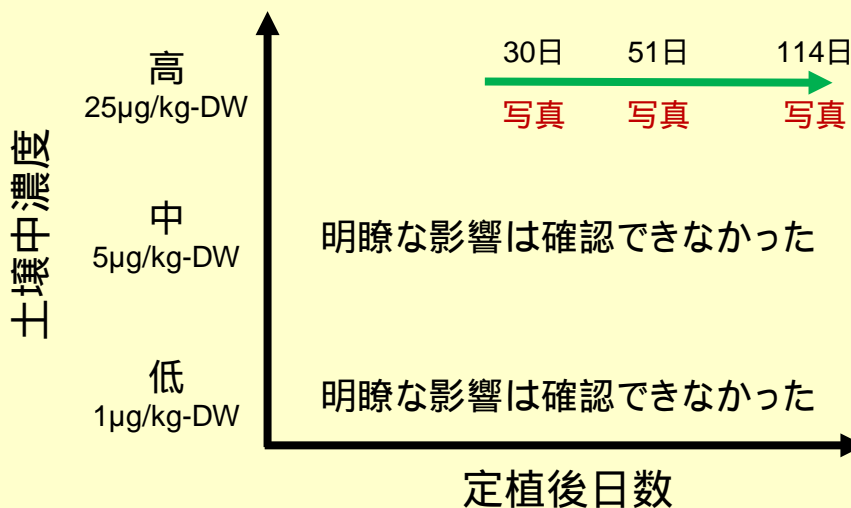 土壌中濃度
高
25µg/kg-DW
30日 51日 114日
写真 写真 写真
中
5µg/kg-DW
明瞭な影響は確認できなかった
低
1µg/kg-DW
明瞭な影響は確認できなかった
定植後日数